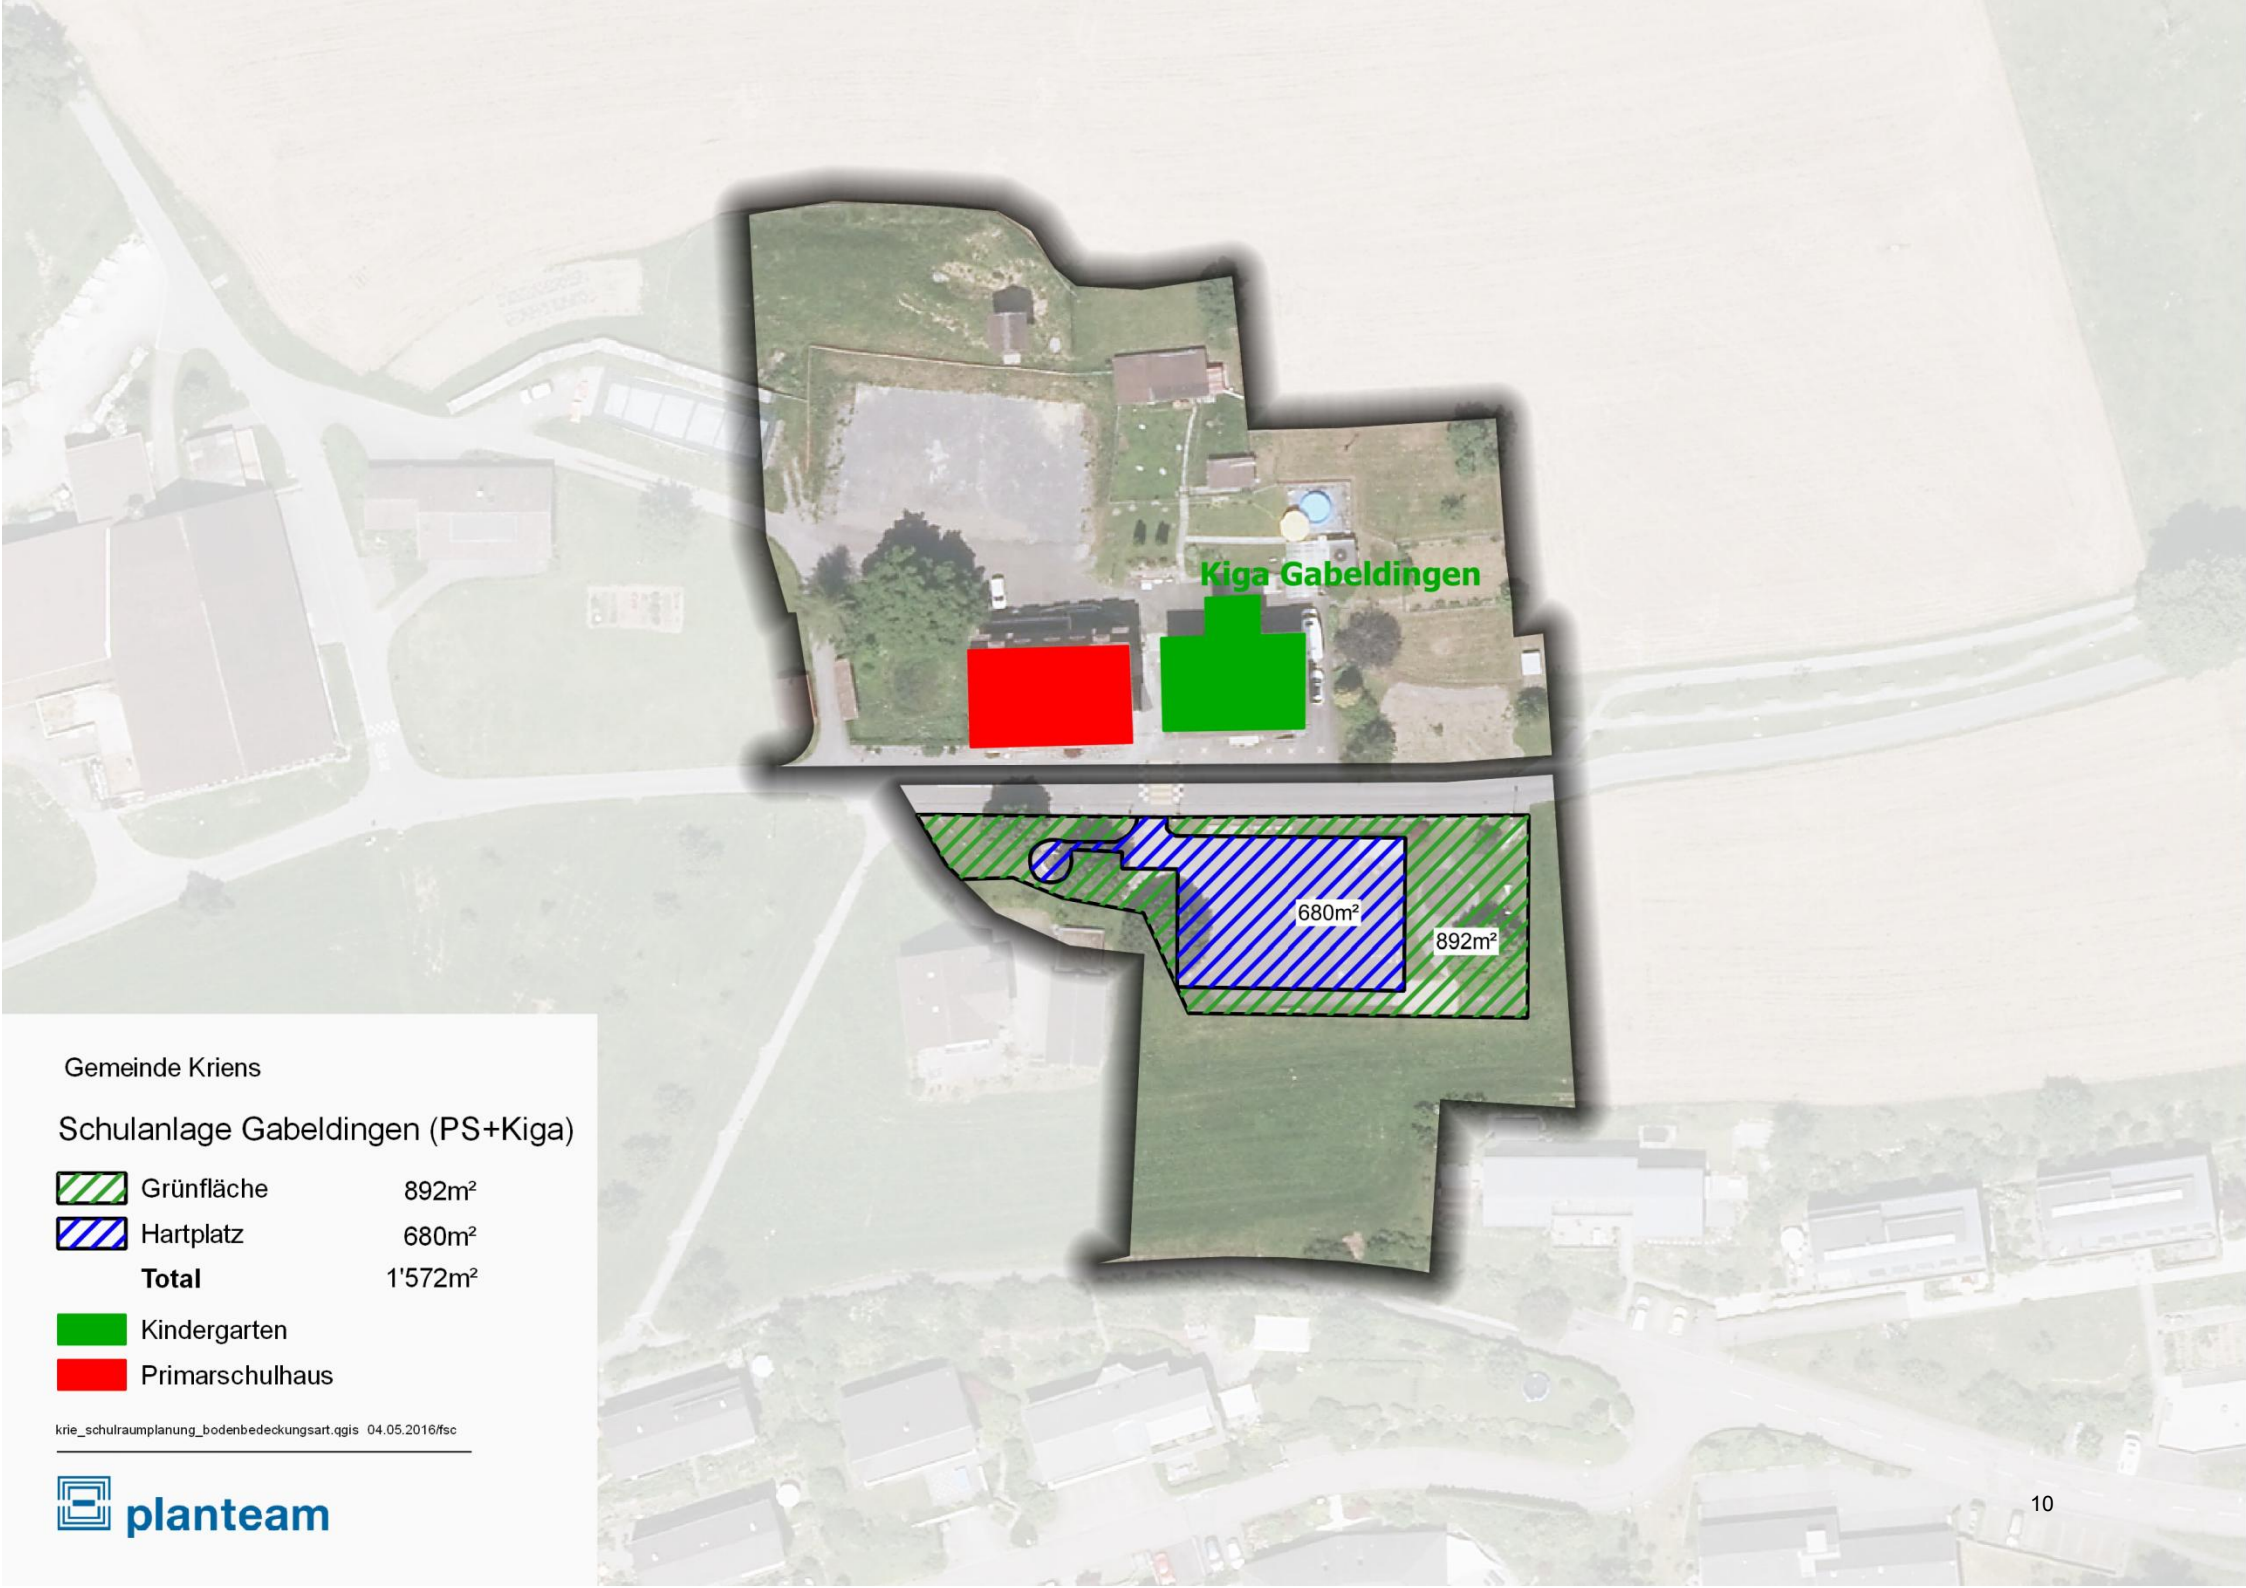 Kiga Gabeldingen
680m²
892m²
Gemeinde Kriens
Schulanlage Gabeldingen (PS+Kiga)
Grünfläche 892m²
Hartplatz 680m²
Total 1'572m²
Kindergarten
Primarschulhaus
krie_schulraumplanung_bodenbedeckungsart.qgis 04.05.2016/fsc
planteam
10